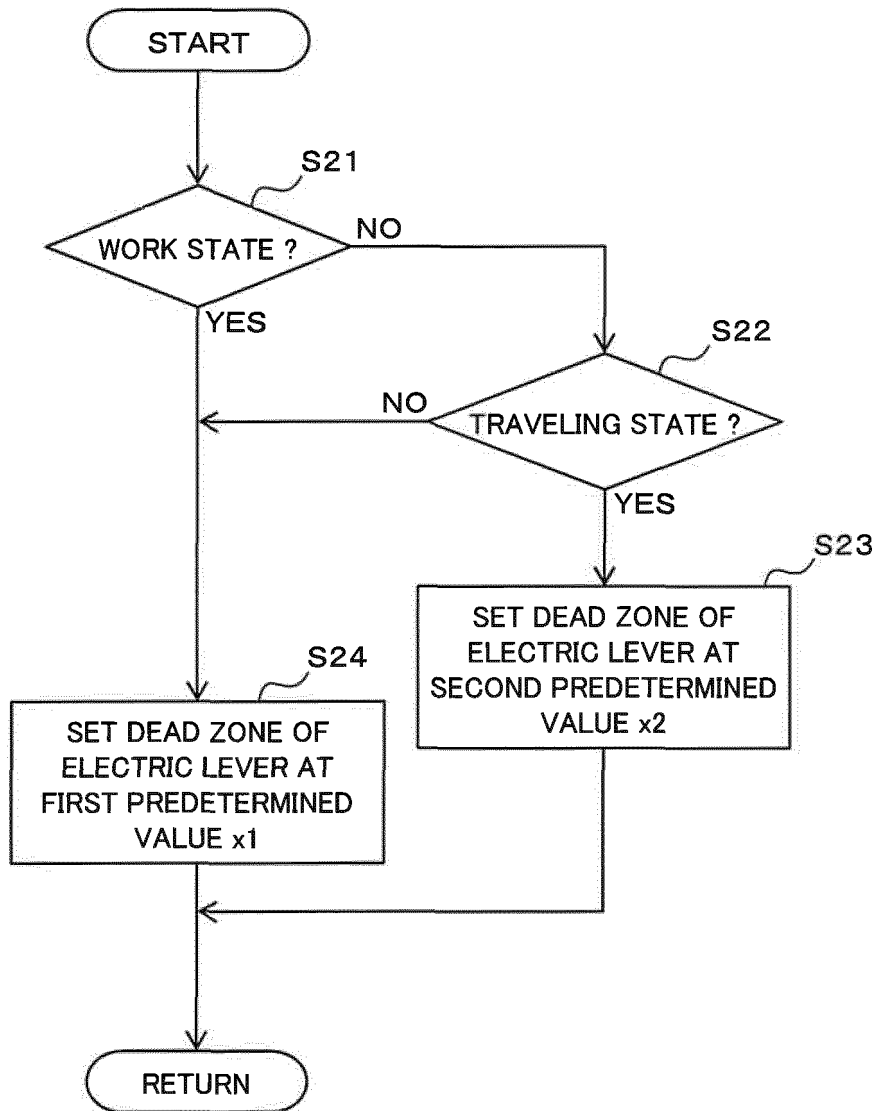 START
S21
WORK STATE ?
NO
YES
S22
TRAVELING STATE ?
NO
YES
S23
SET DEAD ZONE OF
ELECTRIC LEVER AT
SECOND PREDETERMINED
VALUE x2
S24
SET DEAD ZONE OF
ELECTRIC LEVER AT
FIRST PREDETERMINED
VALUE x1
RETURN